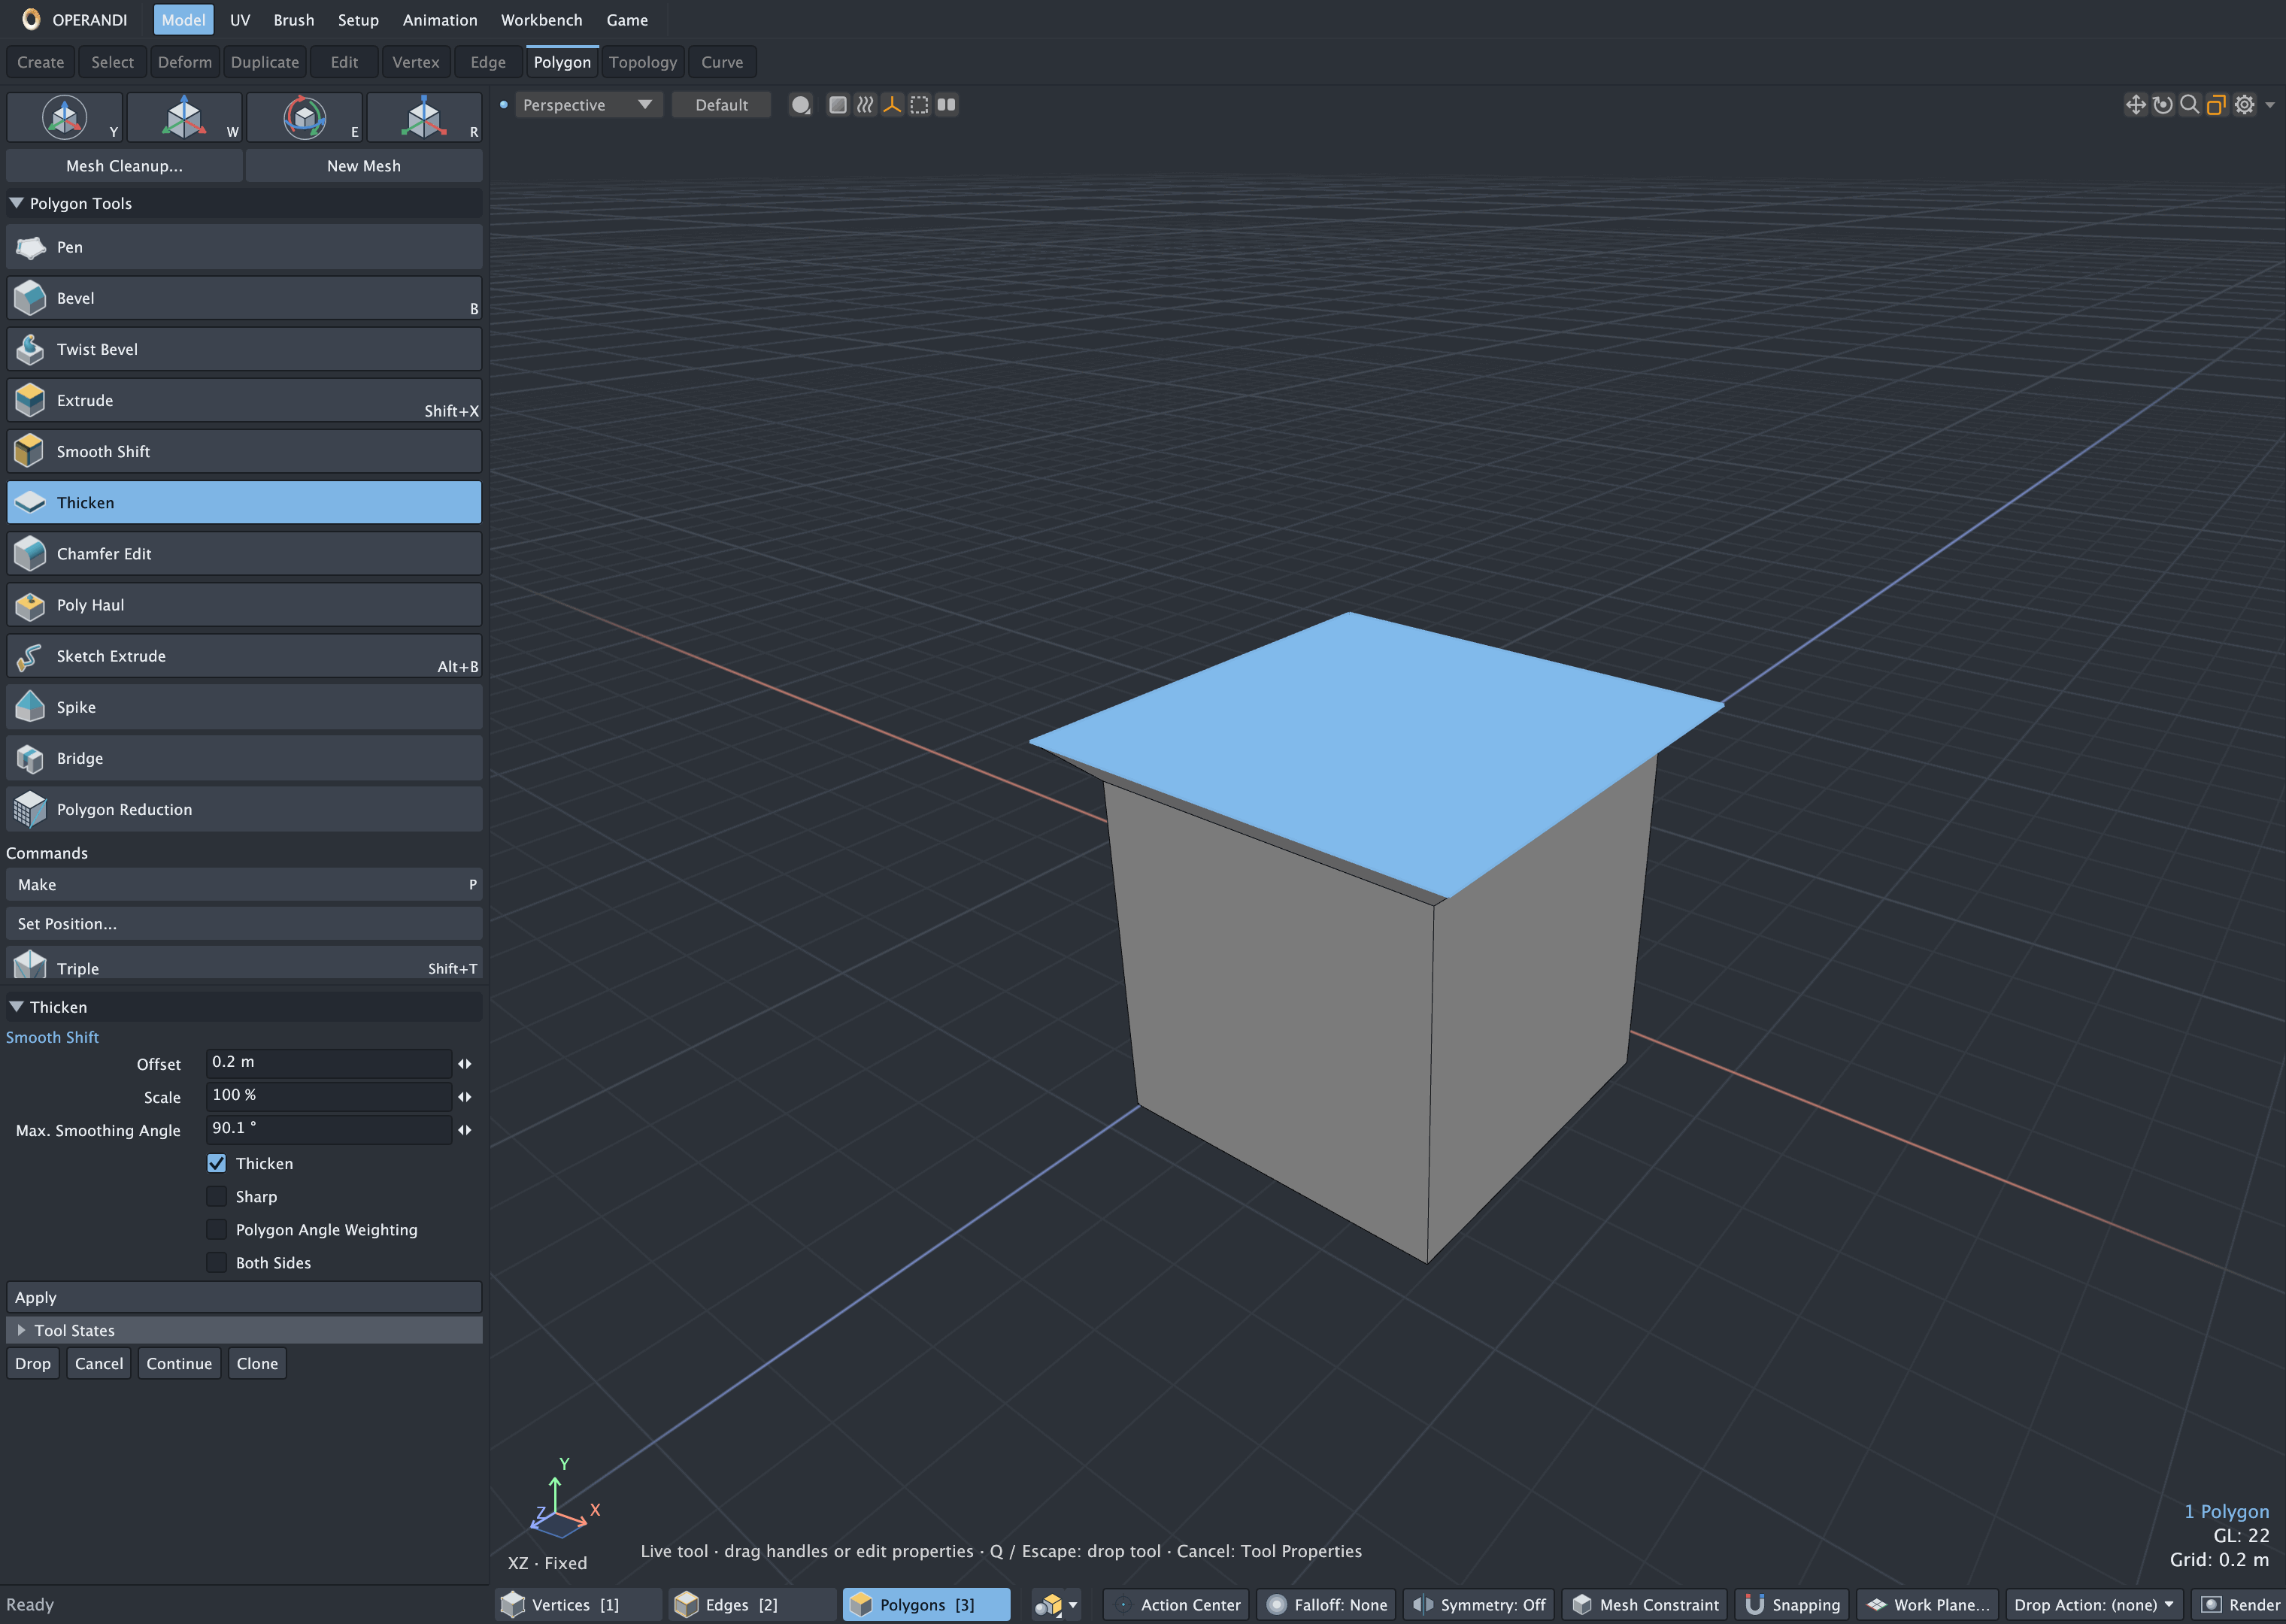 OPERANDI Model UV Brush Setup Animation Workbench Game
Create Select Deform Duplicate Edit Vertex Edge Polygon Topology Curve
Y W E R
Perspective Default
Mesh Cleanup... New Mesh
Polygon Tools
Pen
Bevel B
Twist Bevel
Extrude Shift+X
Smooth Shift
Thicken
Chamfer Edit
Poly Haul
Sketch Extrude Alt+B
Spike
Bridge
Polygon Reduction
Commands
Make P
Set Position...
Triple Shift+T
Thicken
Smooth Shift
Offset 0.2 m
Scale 100 %
Max. Smoothing Angle 90.1 °
Thicken
Sharp
Polygon Angle Weighting
Both Sides
Apply
Tool States
Drop Cancel Continue Clone
Y
Z X
XZ · Fixed
Live tool · drag handles or edit properties · Q / Escape: drop tool · Cancel: Tool Properties
1 Polygon
GL: 22
Grid: 0.2 m
Ready Vertices [1] Edges [2] Polygons [3] Action Center Falloff: None Symmetry: Off Mesh Constraint Snapping Work Plane... Drop Action: (none) Render